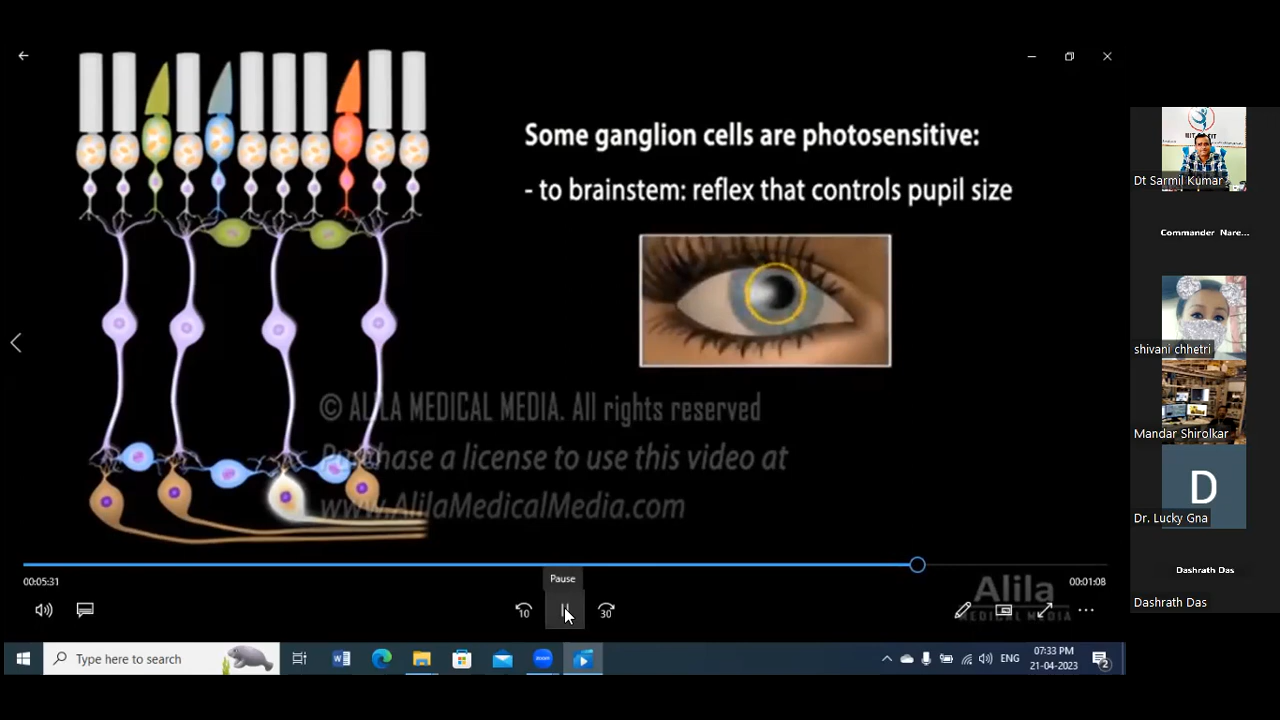 Some ganglion cells are photosensitive:
- to brainstem: reflex that controls pupil size
© ALILA MEDICAL MEDIA. All rights reserved
Purchase a license to use this video at
www.AlilaMedicalMedia.com
00:05:31
Pause
00:01:08
10
30
Alila
MEDICAL MEDIA
Type here to search
ENG
07:33 PM
21-04-2023
2
Dt Sarmil Kumar
Commander Nare...
shivani chhetri
Mandar Shirolkar
D
Dr. Lucky Gna
Dashrath Das
Dashrath Das